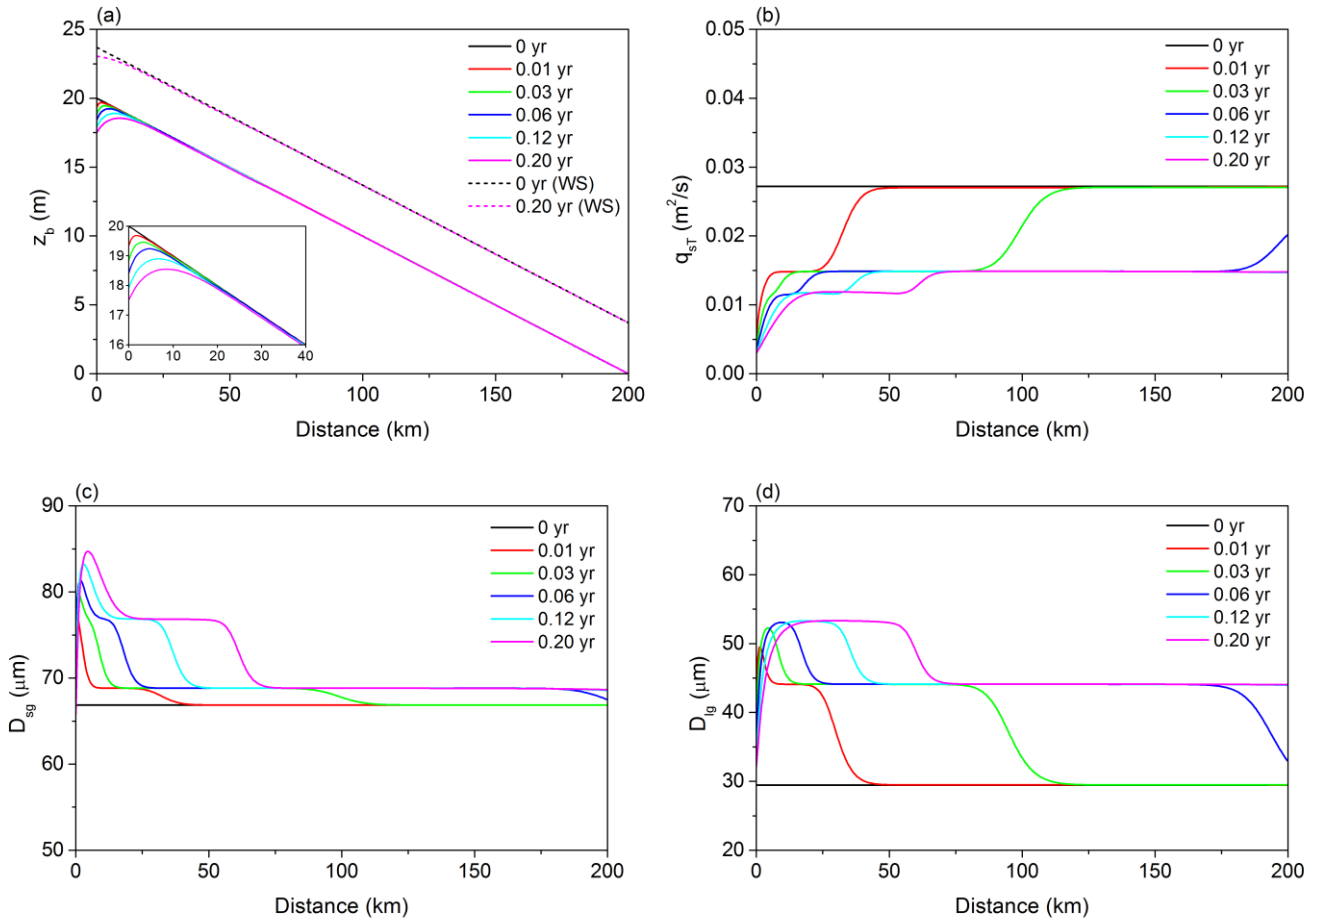 (a)
25
20
15
10
5
0
z_b (m)
0 yr
0.01 yr
0.03 yr
0.06 yr
0.12 yr
0.20 yr
0 yr (WS)
0.20 yr (WS)
20
19
18
17
16
0 10 20 30 40
0 50 100 150 200
Distance (km)
(b)
0.05
0.04
0.03
0.02
0.01
0.00
q_sT (m²/s)
0 yr
0.01 yr
0.03 yr
0.06 yr
0.12 yr
0.20 yr
0 50 100 150 200
Distance (km)
(c)
90
80
70
60
50
D_sg (μm)
0 yr
0.01 yr
0.03 yr
0.06 yr
0.12 yr
0.20 yr
0 50 100 150 200
Distance (km)
(d)
70
60
50
40
30
20
D_lg (μm)
0 yr
0.01 yr
0.03 yr
0.06 yr
0.12 yr
0.20 yr
0 50 100 150 200
Distance (km)